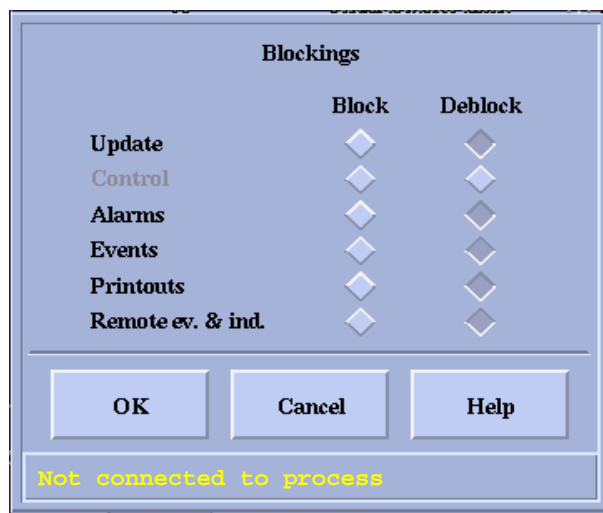 Blockings
Block Deblock
Update
Control
Alarms
Events
Printouts
Remote ev. & ind.
OK Cancel Help
Not connected to process